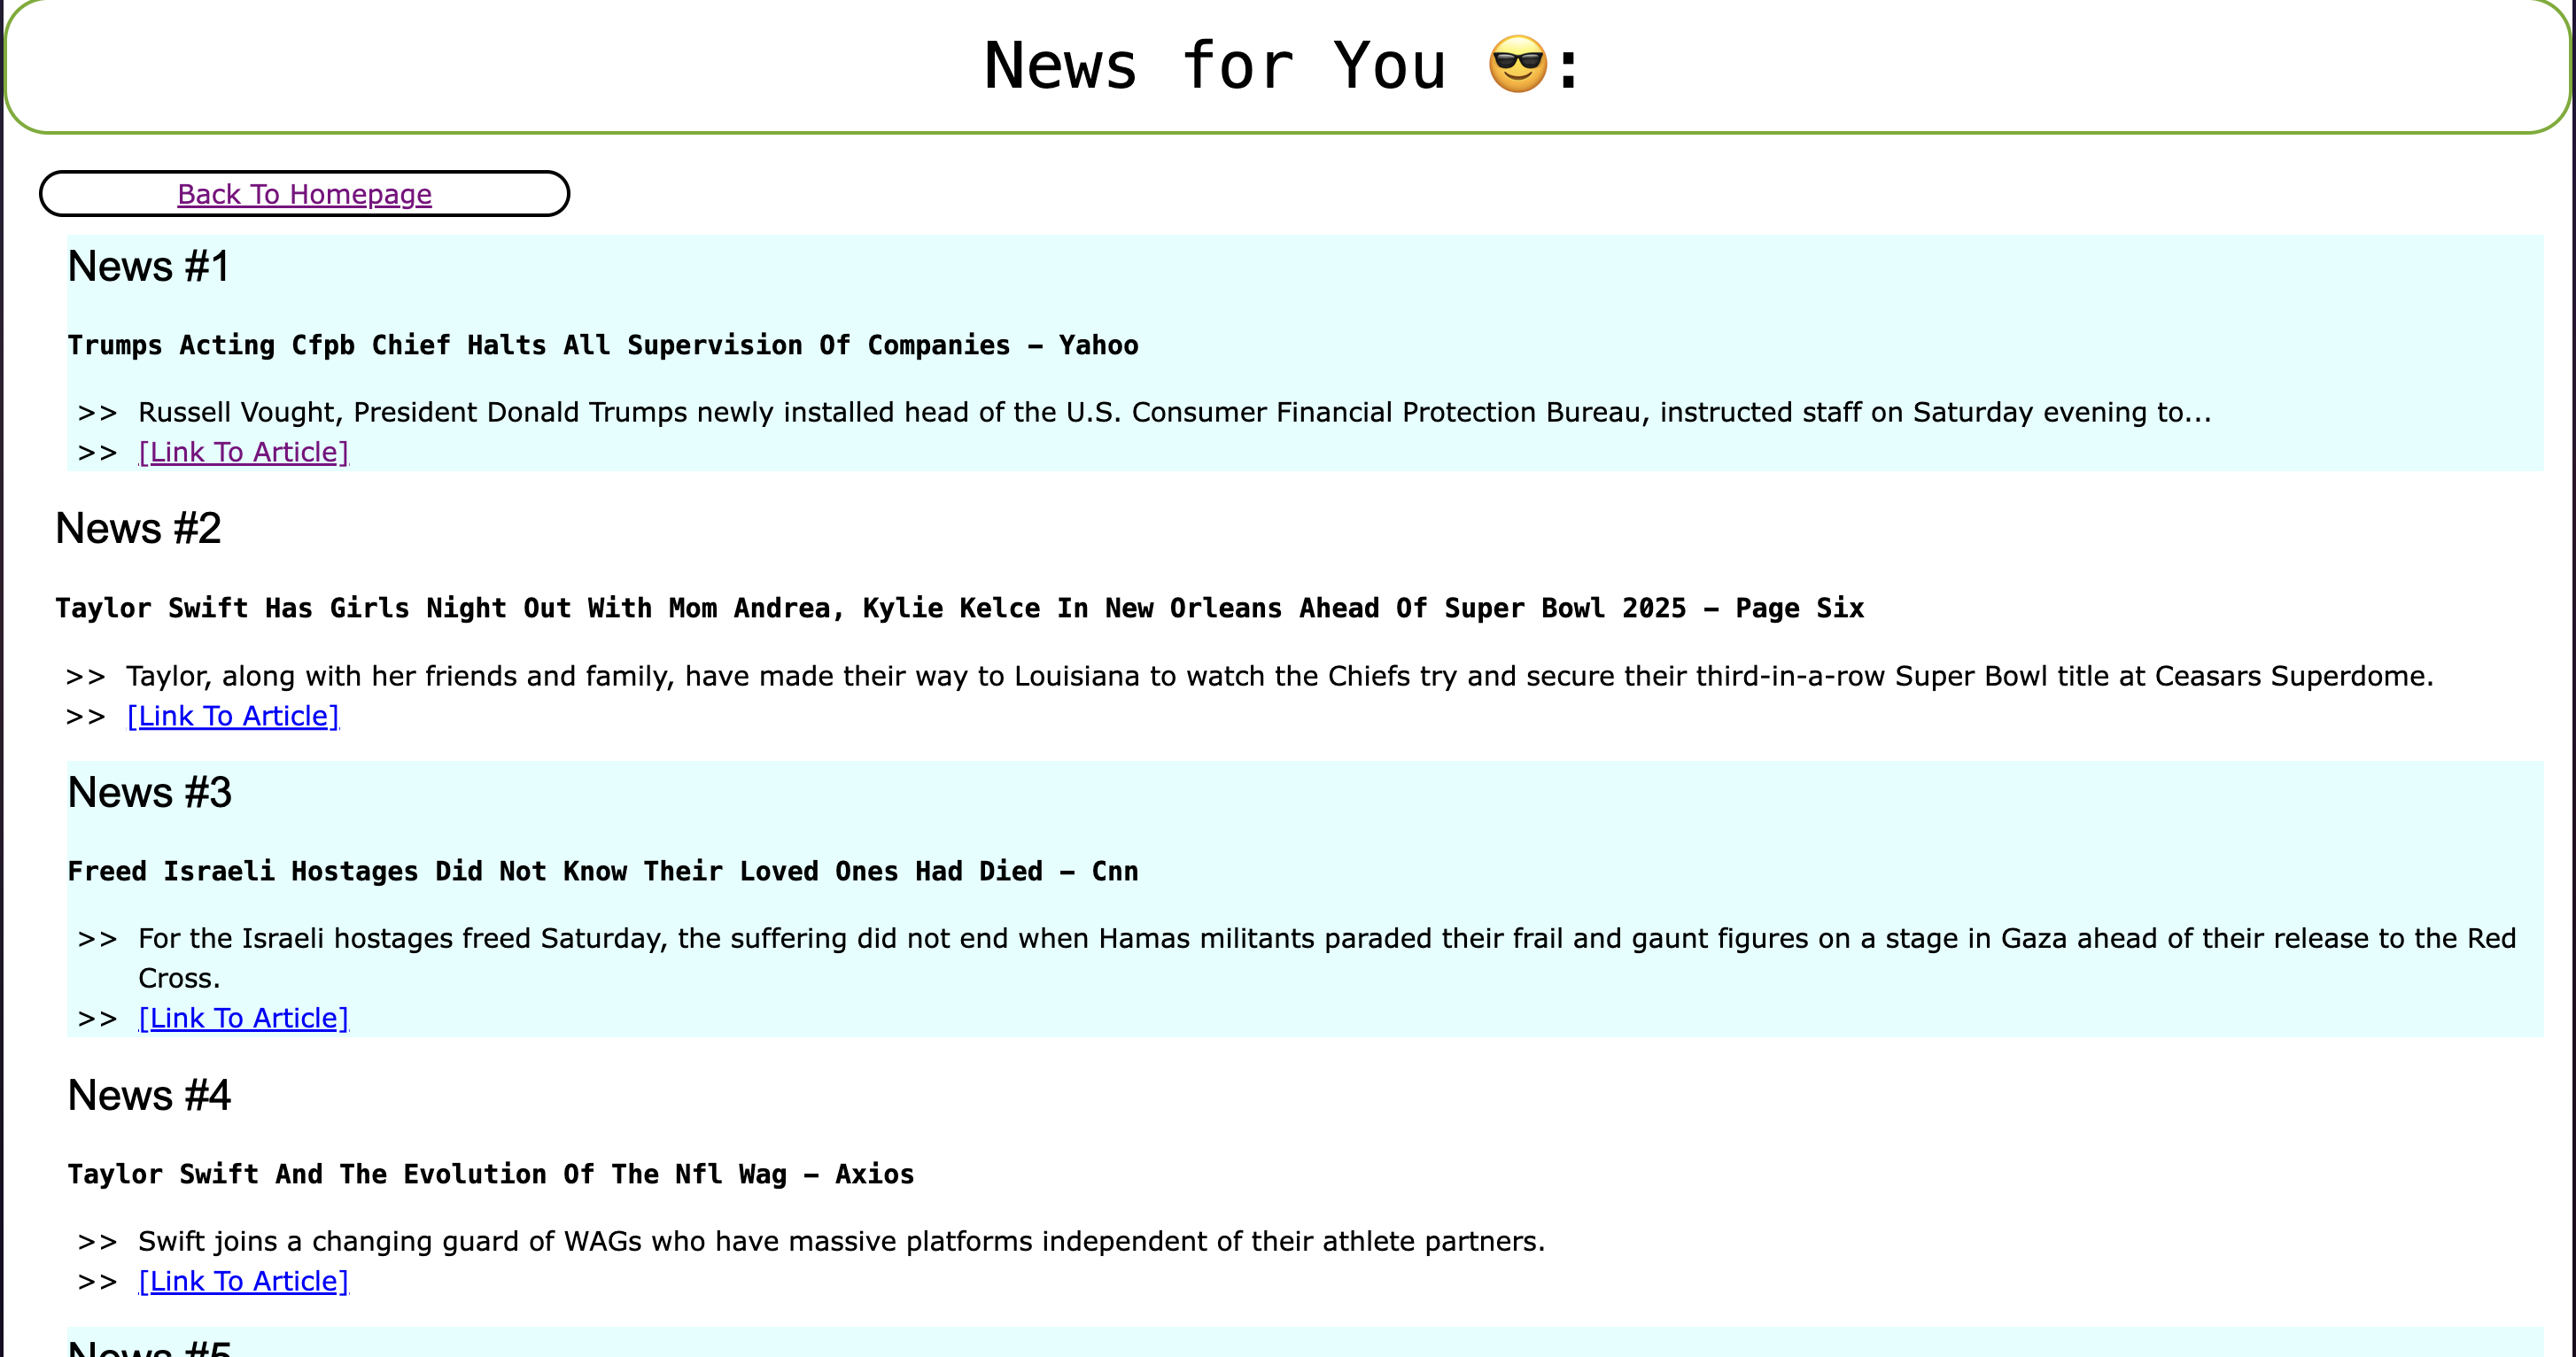 News for You 😎:
Back To Homepage
News #1
Trumps Acting Cfpb Chief Halts All Supervision Of Companies – Yahoo
>> Russell Vought, President Donald Trumps newly installed head of the U.S. Consumer Financial Protection Bureau, instructed staff on Saturday evening to…
>> [Link To Article]
News #2
Taylor Swift Has Girls Night Out With Mom Andrea, Kylie Kelce In New Orleans Ahead Of Super Bowl 2025 – Page Six
>> Taylor, along with her friends and family, have made their way to Louisiana to watch the Chiefs try and secure their third-in-a-row Super Bowl title at Ceasars Superdome.
>> [Link To Article]
News #3
Freed Israeli Hostages Did Not Know Their Loved Ones Had Died – Cnn
>> For the Israeli hostages freed Saturday, the suffering did not end when Hamas militants paraded their frail and gaunt figures on a stage in Gaza ahead of their release to the Red
Cross.
>> [Link To Article]
News #4
Taylor Swift And The Evolution Of The Nfl Wag – Axios
>> Swift joins a changing guard of WAGs who have massive platforms independent of their athlete partners.
>> [Link To Article]
News #5